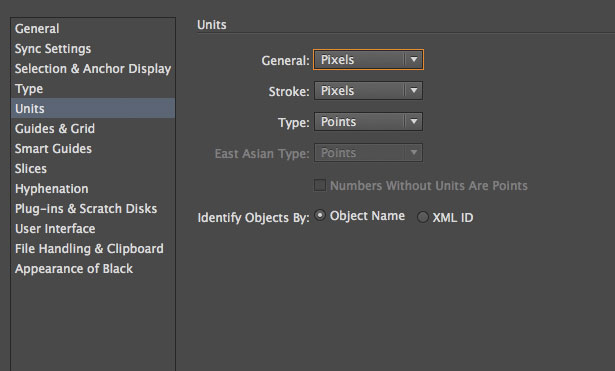 General
Sync Settings
Selection & Anchor Display
Type
Units
Guides & Grid
Smart Guides
Slices
Hyphenation
Plug-ins & Scratch Disks
User Interface
File Handling & Clipboard
Appearance of Black
Units
General: Pixels
Stroke: Pixels
Type: Points
East Asian Type: Points
Numbers Without Units Are Points
Identify Objects By: Object Name XML ID